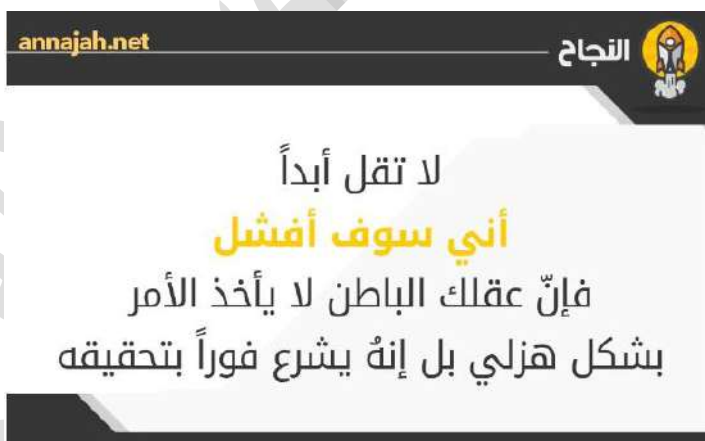 annajah.net
النجاح
لا تقل أبداً
أني سوف أفشل
فإنّ عقلك الباطن لا يأخذ الأمر
بشكل هزلي بل إنهُ يشرع فوراً بتحقيقه